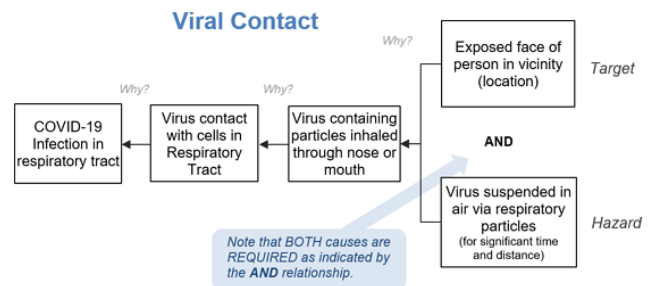 Viral Contact
Why?
Exposed face of
person in vicinity
(location)
Target
Why?
Why?
COVID-19
Infection in
respiratory tract
Virus contact
with cells in
Respiratory
Tract
Virus containing
particles inhaled
through nose or
mouth
AND
Virus suspended in
air via respiratory
particles
(for significant time
and distance)
Hazard
Note that BOTH causes are
REQUIRED as indicated by
the AND relationship.